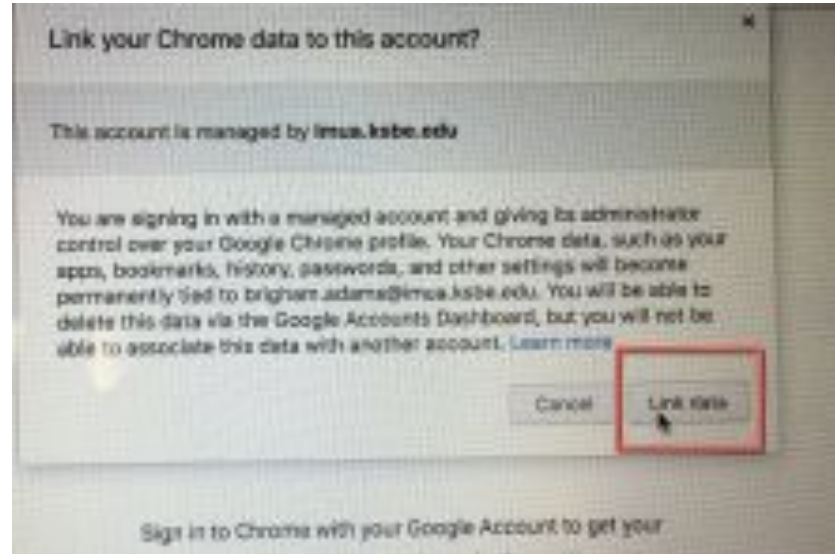 Link your Chrome data to this account?
This account is managed by imua.ksbe.edu
You are signing in with a managed account and giving its administrator
control over your Google Chrome profile. Your Chrome data, such as your
apps, bookmarks, history, passwords, and other settings will become
permanently tied to brigham.adams@imua.ksbe.edu. You will be able to
delete this data via the Google Accounts Dashboard, but you will not be
able to associate this data with another account. Learn more
Cancel Link data
Sign in to Chrome with your Google Account to get your